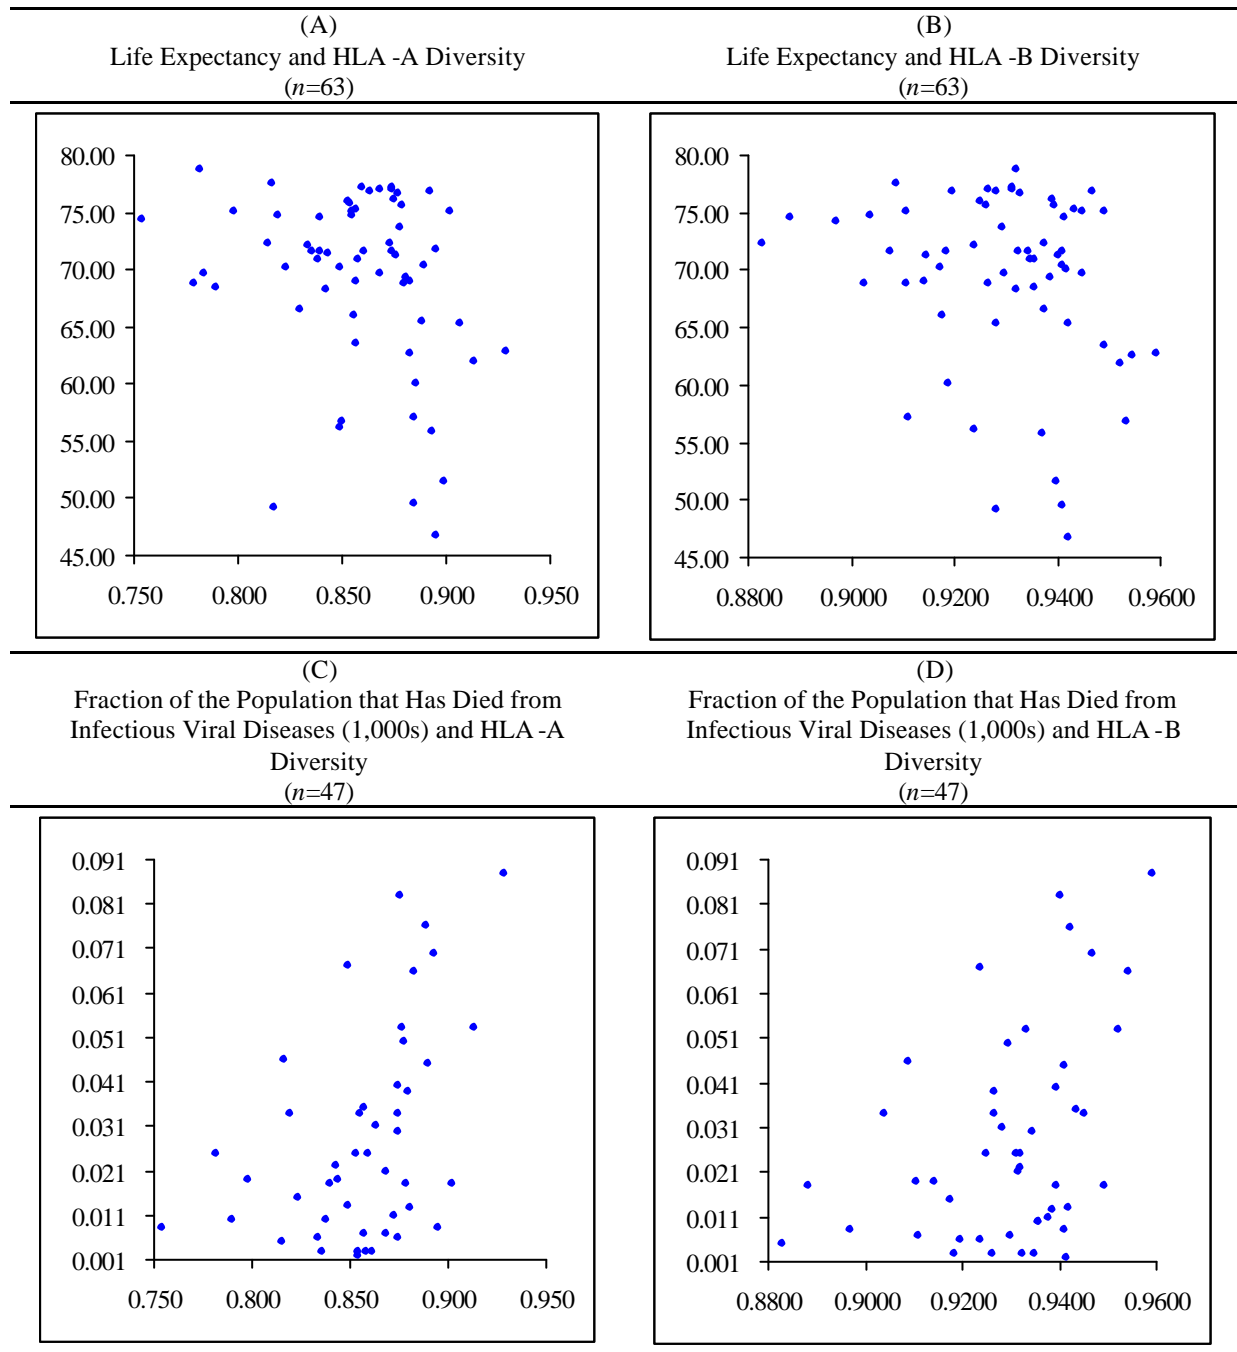 (A)
Life Expectancy and HLA -A Diversity
(n=63)
(B)
Life Expectancy and HLA -B Diversity
(n=63)
80.00
75.00
70.00
65.00
60.00
55.00
50.00
45.00
0.750 0.800 0.850 0.900 0.950
80.00
75.00
70.00
65.00
60.00
55.00
50.00
45.00
0.8800 0.9000 0.9200 0.9400 0.9600
(C)
Fraction of the Population that Has Died from
Infectious Viral Diseases (1,000s) and HLA -A
Diversity
(n=47)
(D)
Fraction of the Population that Has Died from
Infectious Viral Diseases (1,000s) and HLA -B
Diversity
(n=47)
0.091
0.081
0.071
0.061
0.051
0.041
0.031
0.021
0.011
0.001
0.750 0.800 0.850 0.900 0.950
0.091
0.081
0.071
0.061
0.051
0.041
0.031
0.021
0.011
0.001
0.8800 0.9000 0.9200 0.9400 0.9600